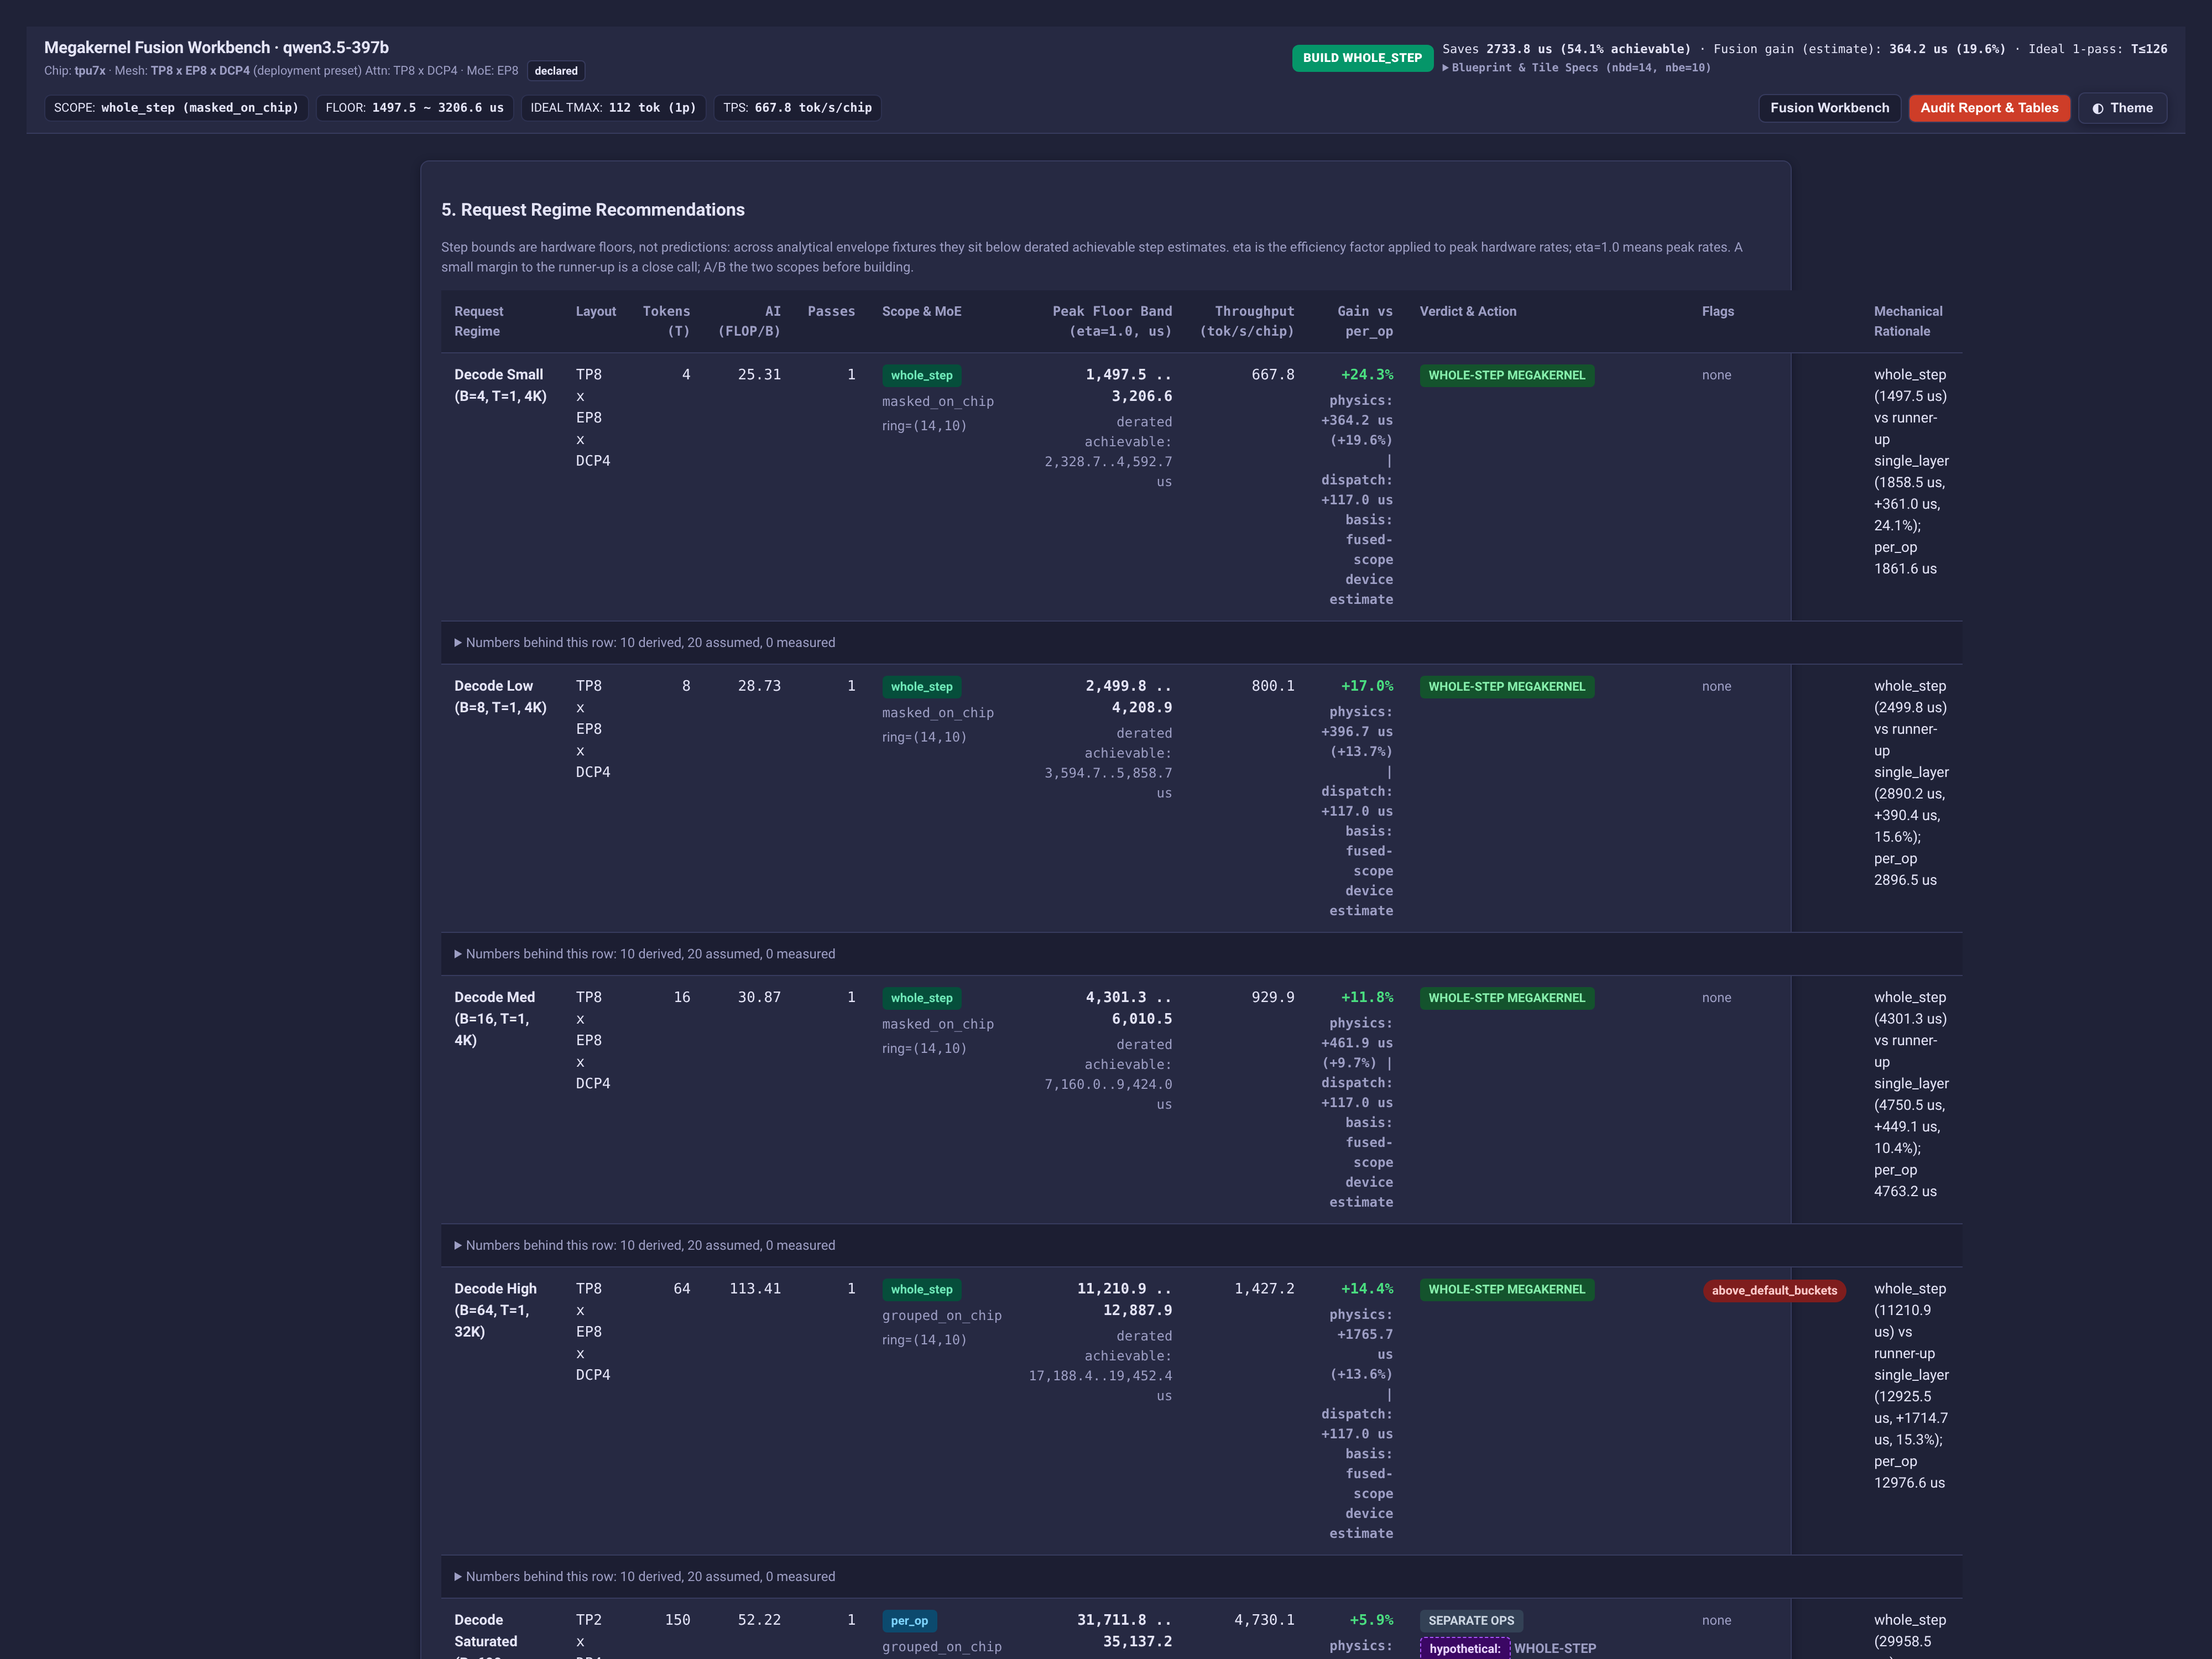 Megakernel Fusion Workbench · qwen3.5-397b
Chip: tpu7x · Mesh: TP8 x EP8 x DCP4 (deployment preset) Attn: TP8 x DCP4 · MoE: EP8 declared
BUILD WHOLE_STEP
Saves 2733.8 us (54.1% achievable) · Fusion gain (estimate): 364.2 us (19.6%) · Ideal 1-pass: T≤126
▶ Blueprint & Tile Specs (nbd=14, nbe=10)
SCOPE: whole_step (masked_on_chip) FLOOR: 1497.5 ~ 3206.6 us IDEAL TMAX: 112 tok (1p) TPS: 667.8 tok/s/chip
Fusion Workbench Audit Report & Tables ◐ Theme
5. Request Regime Recommendations
Step bounds are hardware floors, not predictions: across analytical envelope fixtures they sit below derated achievable step estimates. eta is the efficiency factor applied to peak hardware rates; eta=1.0 means peak rates. A
small margin to the runner-up is a close call; A/B the two scopes before building.
Request
Regime
Layout
Tokens
(T)
AI
(FLOP/B)
Passes
Scope & MoE
Peak Floor Band
(eta=1.0, us)
Throughput
(tok/s/chip)
Gain vs
per_op
Verdict & Action
Flags
Mechanical
Rationale
Decode Small
(B=4, T=1, 4K)
TP8
x
EP8
x
DCP4
4
25.31
1
whole_step
masked_on_chip
ring=(14,10)
1,497.5 ..
3,206.6
derated
achievable:
2,328.7..4,592.7
us
667.8
+24.3%
physics:
+364.2 us
(+19.6%)
|
dispatch:
+117.0 us
basis:
fused-
scope
device
estimate
WHOLE-STEP MEGAKERNEL
none
whole_step
(1497.5 us)
vs runner-
up
single_layer
(1858.5 us,
+361.0 us,
24.1%);
per_op
1861.6 us
▶ Numbers behind this row: 10 derived, 20 assumed, 0 measured
Decode Low
(B=8, T=1, 4K)
TP8
x
EP8
x
DCP4
8
28.73
1
whole_step
masked_on_chip
ring=(14,10)
2,499.8 ..
4,208.9
derated
achievable:
3,594.7..5,858.7
us
800.1
+17.0%
physics:
+396.7 us
(+13.7%)
|
dispatch:
+117.0 us
basis:
fused-
scope
device
estimate
WHOLE-STEP MEGAKERNEL
none
whole_step
(2499.8 us)
vs runner-
up
single_layer
(2890.2 us,
+390.4 us,
15.6%);
per_op
2896.5 us
▶ Numbers behind this row: 10 derived, 20 assumed, 0 measured
Decode Med
(B=16, T=1,
4K)
TP8
x
EP8
x
DCP4
16
30.87
1
whole_step
masked_on_chip
ring=(14,10)
4,301.3 ..
6,010.5
derated
achievable:
7,160.0..9,424.0
us
929.9
+11.8%
physics:
+461.9 us
(+9.7%) |
dispatch:
+117.0 us
basis:
fused-
scope
device
estimate
WHOLE-STEP MEGAKERNEL
none
whole_step
(4301.3 us)
vs runner-
up
single_layer
(4750.5 us,
+449.1 us,
10.4%);
per_op
4763.2 us
▶ Numbers behind this row: 10 derived, 20 assumed, 0 measured
Decode High
(B=64, T=1,
32K)
TP8
x
EP8
x
DCP4
64
113.41
1
whole_step
grouped_on_chip
ring=(14,10)
11,210.9 ..
12,887.9
derated
achievable:
17,188.4..19,452.4
us
1,427.2
+14.4%
physics:
+1765.7
us
(+13.6%)
|
dispatch:
+117.0 us
basis:
fused-
scope
device
estimate
WHOLE-STEP MEGAKERNEL
above_default_buckets
whole_step
(11210.9
us) vs
runner-up
single_layer
(12925.5
us, +1714.7
us, 15.3%);
per_op
12976.6 us
▶ Numbers behind this row: 10 derived, 20 assumed, 0 measured
Decode
Saturated
TP2
x
150
52.22
1
per_op
grouped_on_chip
31,711.8 ..
35,137.2
4,730.1
+5.9%
physics:
SEPARATE OPS
hypothetical: WHOLE-STEP
none
whole_step
(29958.5